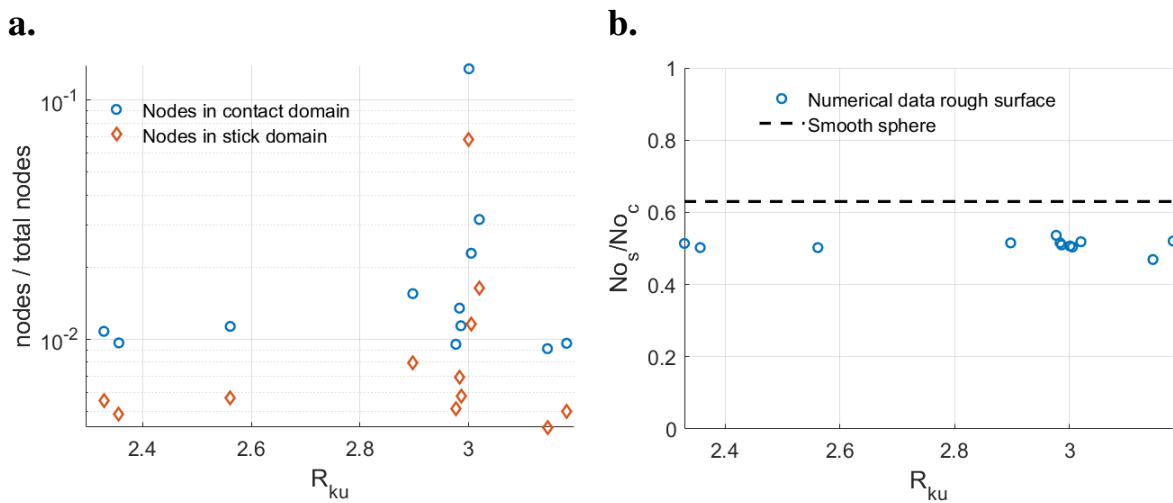 a.
nodes / total nodes
10^-1
10^-2
Nodes in contact domain
Nodes in stick domain
2.4 2.6 2.8 3
R_ku
b.
No_s/No_c
1
0.8
0.6
0.4
0.2
0
Numerical data rough surface
Smooth sphere
2.4 2.6 2.8 3
R_ku